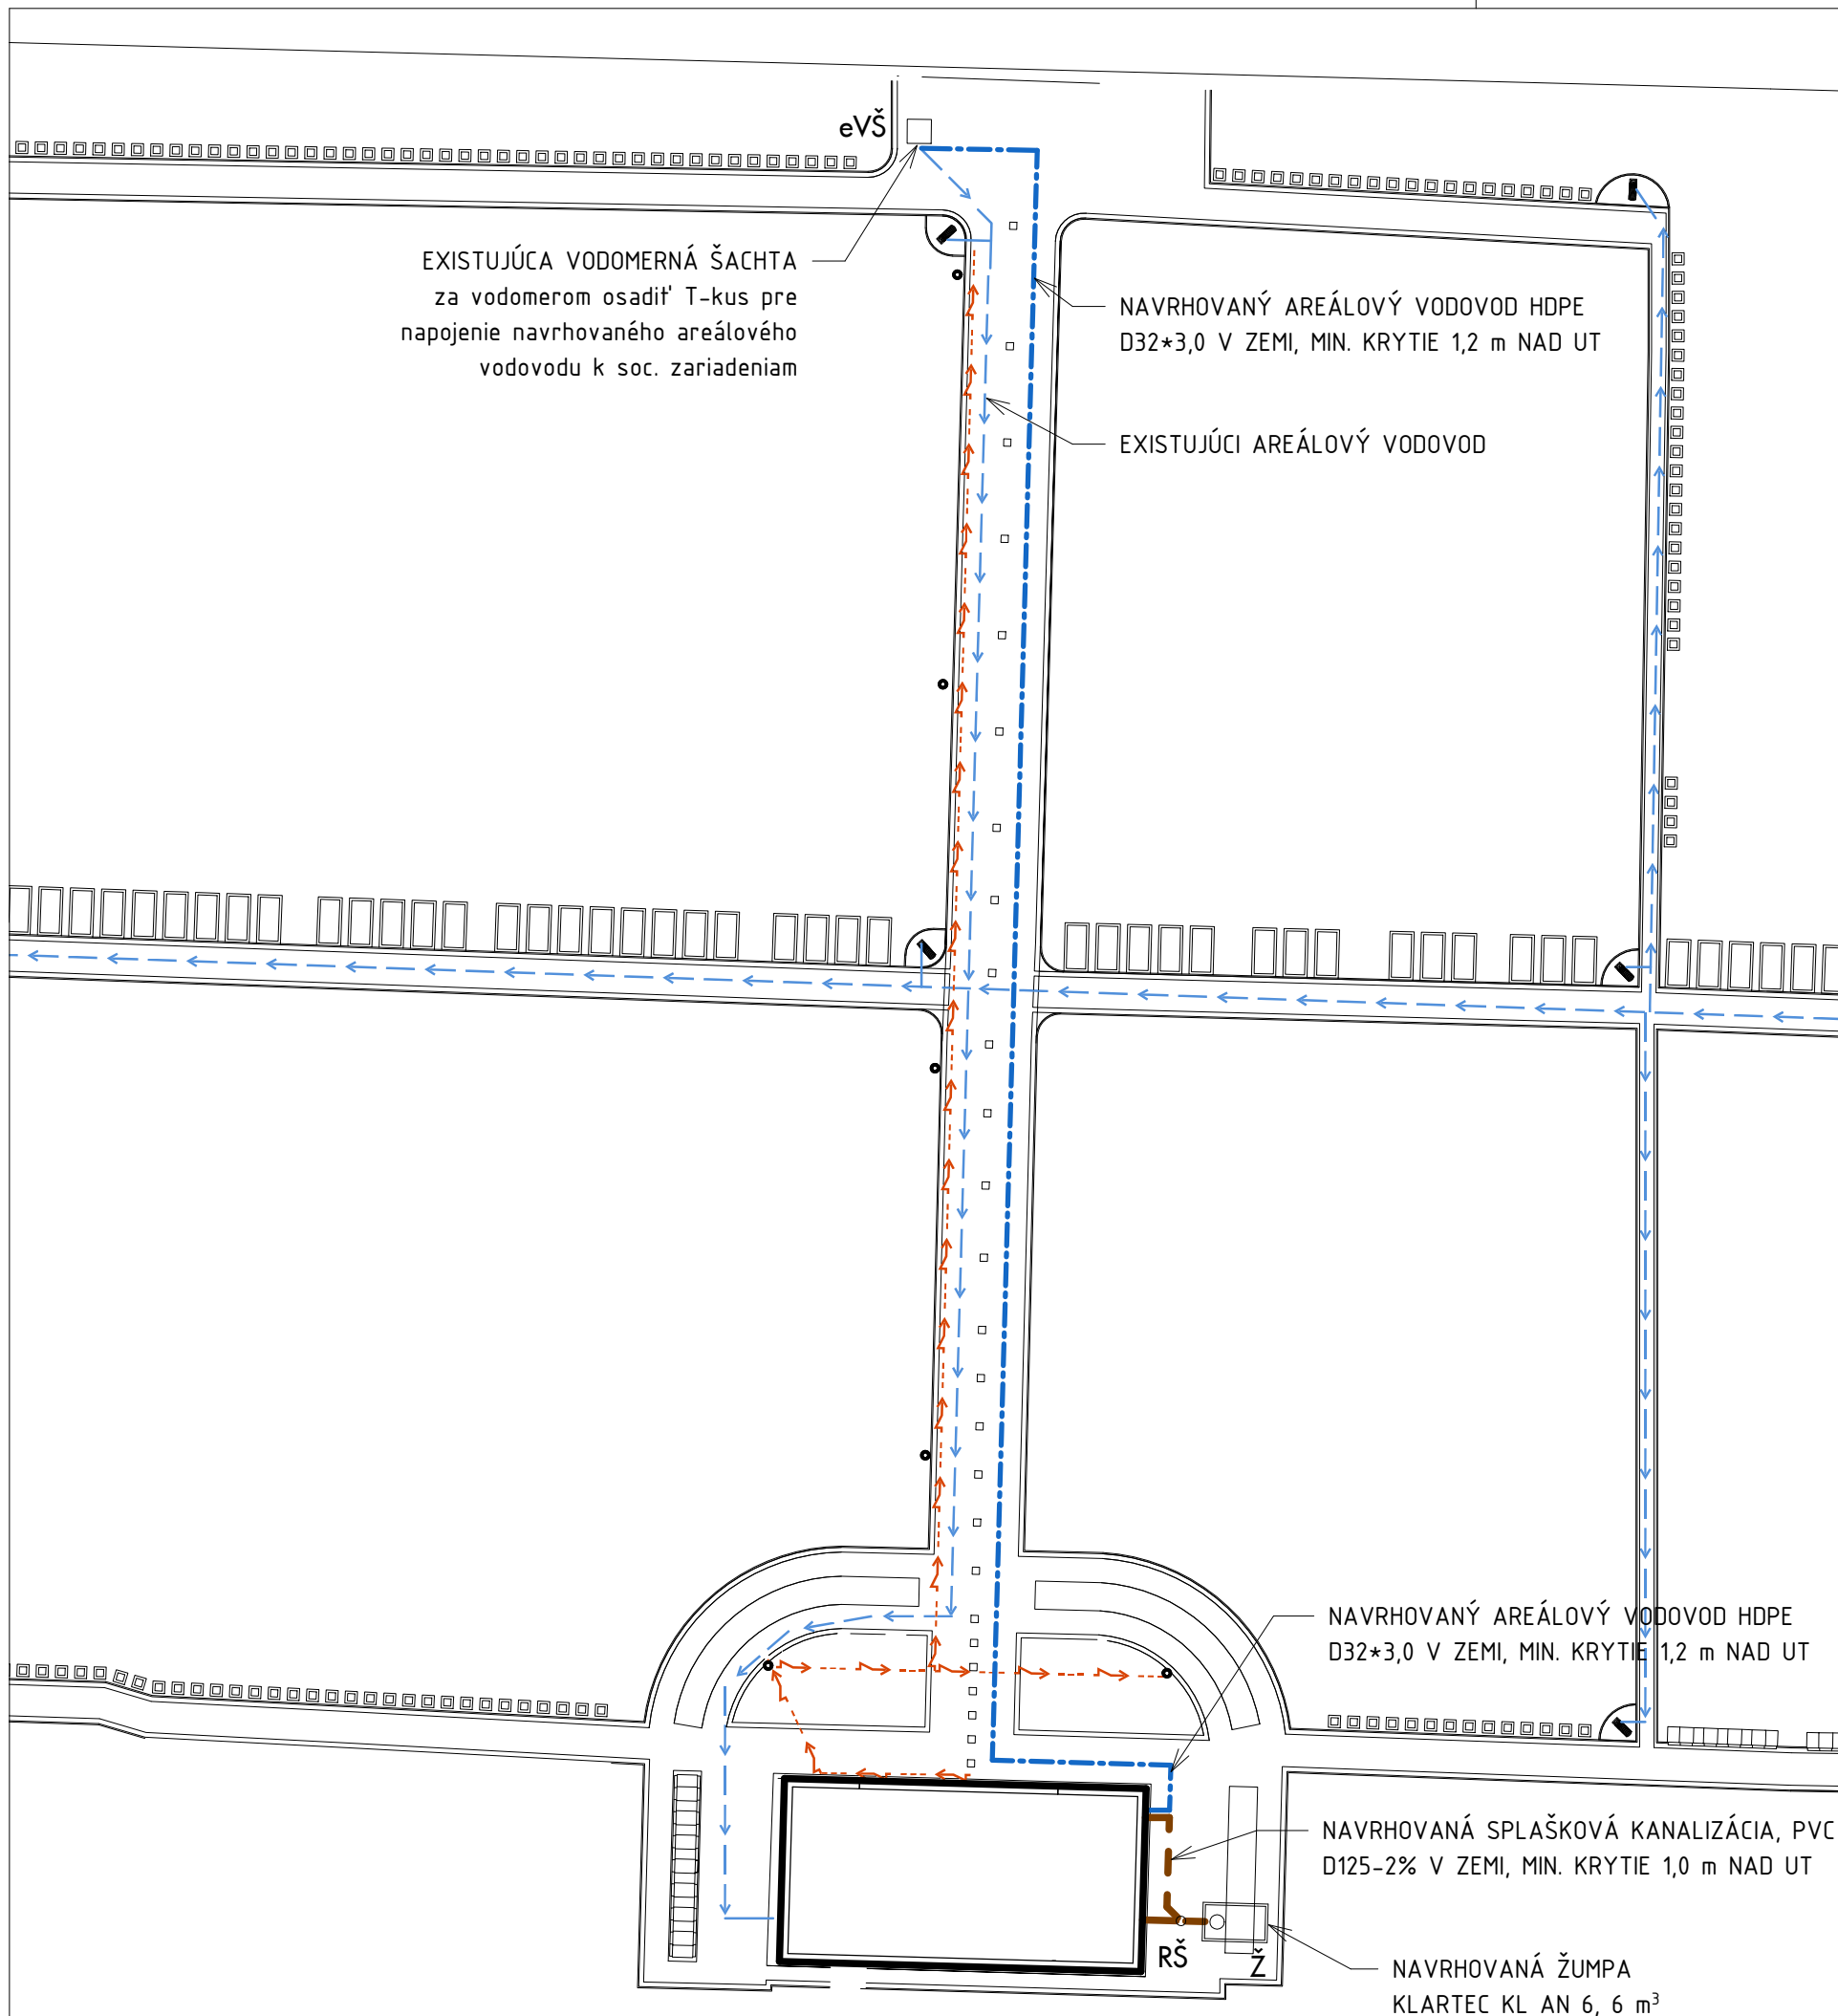 eVŠ
EXISTUJÚCA VODOMERNÁ ŠACHTA
za vodomerom osadiť T-kus pre
napojenie navrhovaného areálového
vodovodu k soc. zariadeniam
NAVRHOVANÝ AREÁLOVÝ VODOVOD HDPE
D32*3,0 V ZEMI, MIN. KRYTIE 1,2 m NAD UT
EXISTUJÚCI AREÁLOVÝ VODOVOD
NAVRHOVANÝ AREÁLOVÝ VODOVOD HDPE
D32*3,0 V ZEMI, MIN. KRYTIE 1,2 m NAD UT
NAVRHOVANÁ SPLAŠKOVÁ KANALIZÁCIA, PVC
D125-2% V ZEMI, MIN. KRYTIE 1,0 m NAD UT
RŠ
Ž
NAVRHOVANÁ ŽUMPA
KLARTEC KL AN 6, 6 m³